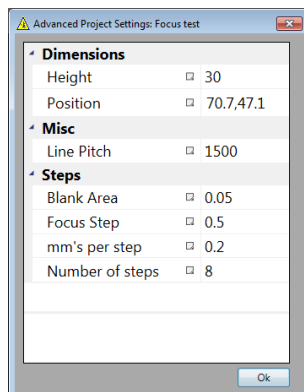 Advanced Project Settings: Focus test
Dimensions
Height 30
Position 70.7,47.1
Misc
Line Pitch 1500
Steps
Blank Area 0.05
Focus Step 0.5
mm's per step 0.2
Number of steps 8
Ok